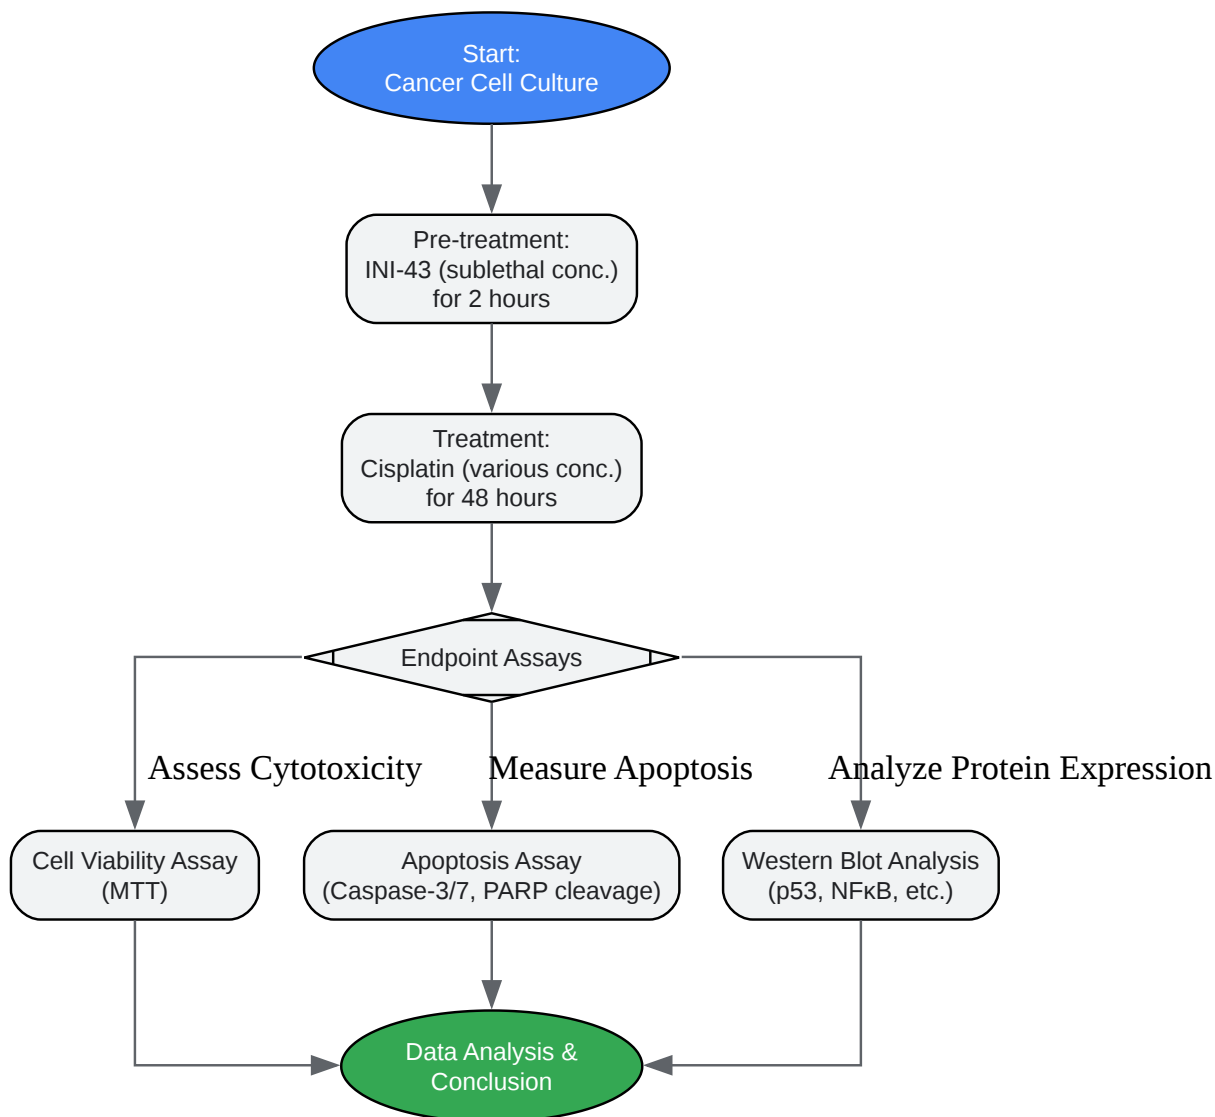 Start:
Cancer Cell Culture
Pre-treatment:
INI-43 (sublethal conc.)
for 2 hours
Treatment:
Cisplatin (various conc.)
for 48 hours
Endpoint Assays
Assess Cytotoxicity
Measure Apoptosis
Analyze Protein Expression
Cell Viability Assay
(MTT)
Apoptosis Assay
(Caspase-3/7, PARP cleavage)
Western Blot Analysis
(p53, NFκB, etc.)
Data Analysis &
Conclusion